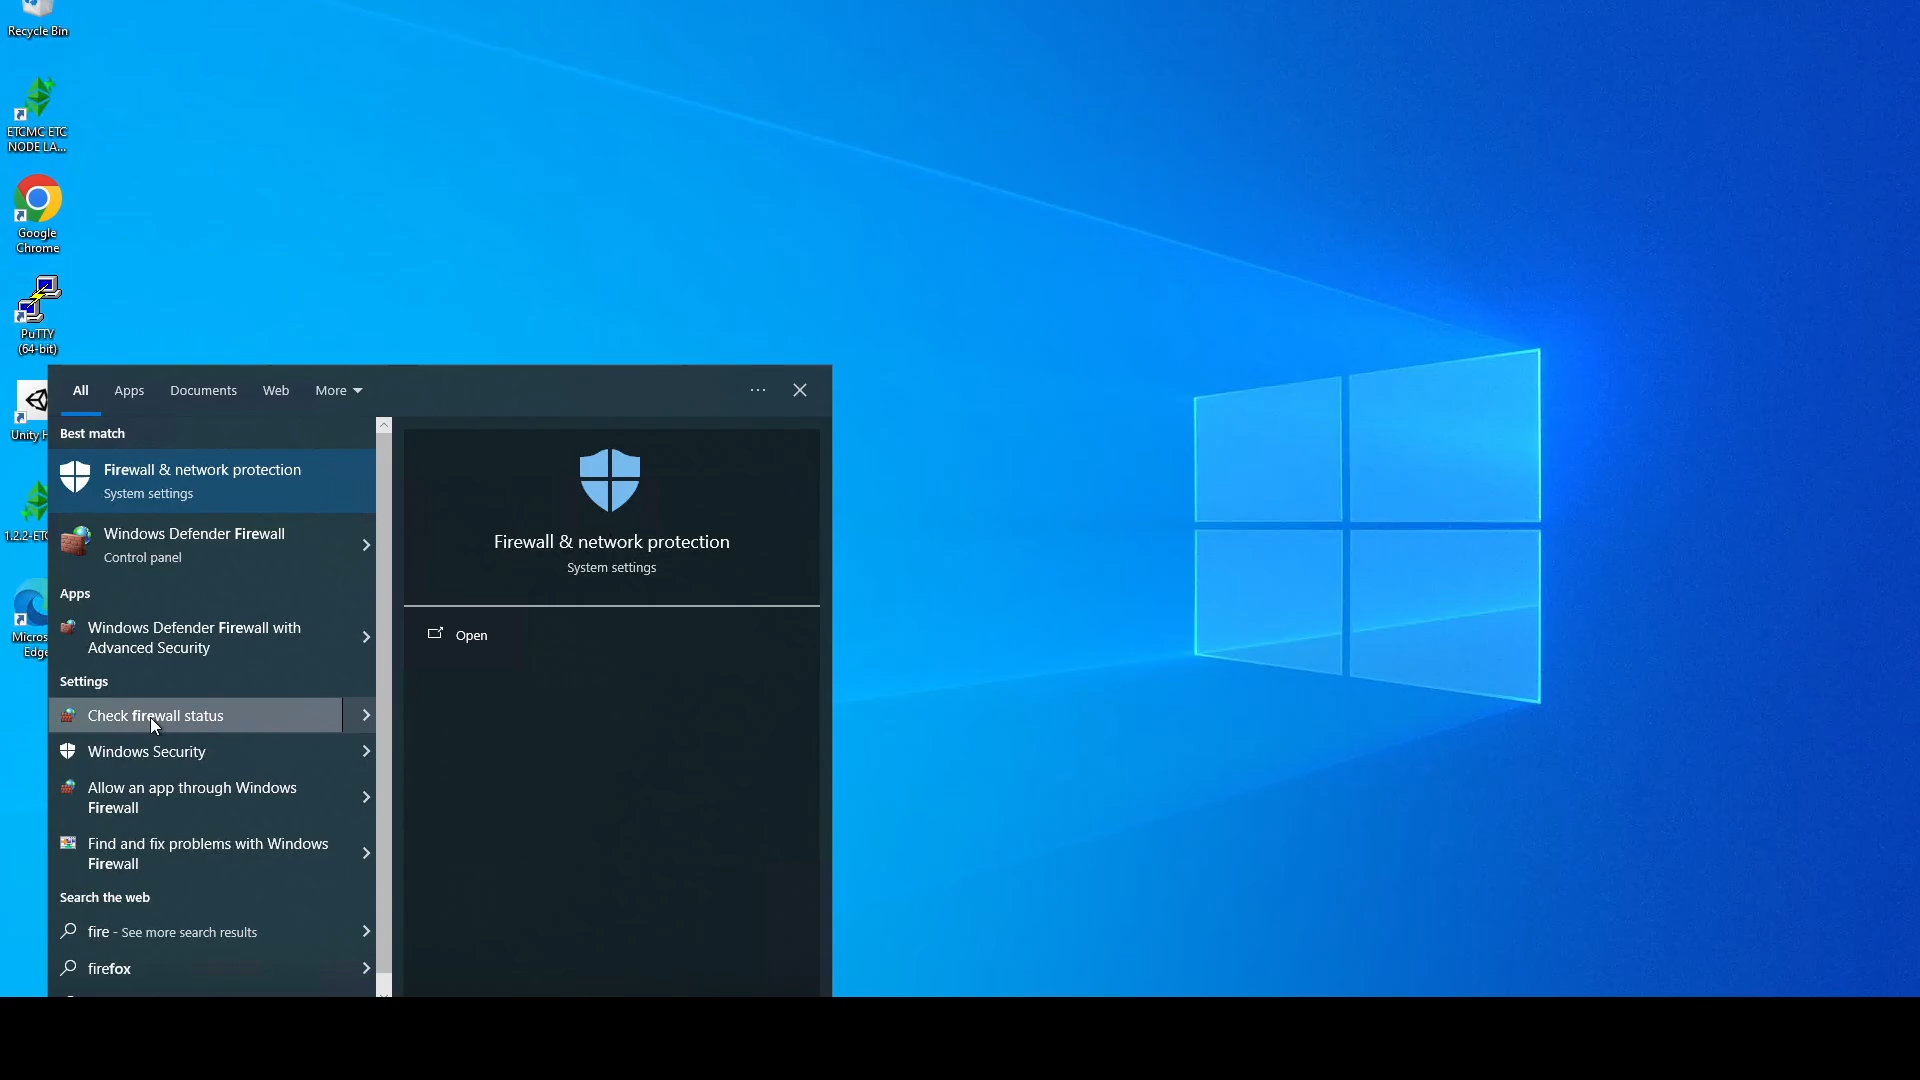 Recycle Bin
ETCMC ETC
NODE LA...
Google
Chrome
PuTTY
(64-bit)
Unity H
1.2.2-ETC
Micros
Edge
All
Apps
Documents
Web
More
Best match
Firewall & network protection
System settings
Windows Defender Firewall
Control panel
Apps
Windows Defender Firewall with
Advanced Security
Settings
Check firewall status
Windows Security
Allow an app through Windows
Firewall
Find and fix problems with Windows
Firewall
Search the web
fire - See more search results
firefox
Firewall & network protection
System settings
Open